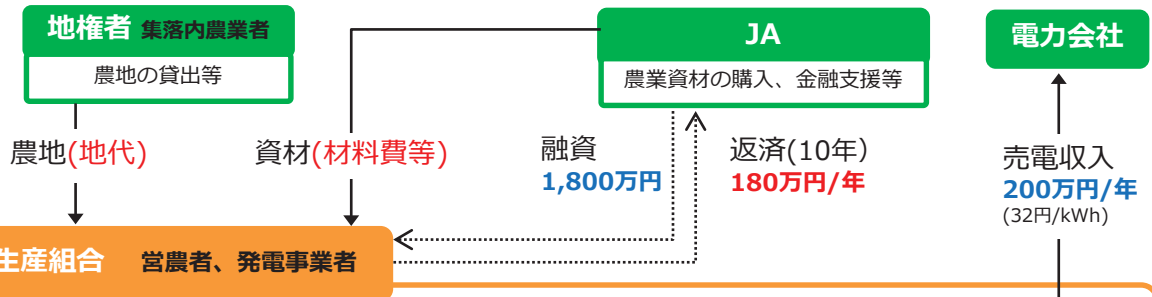 地権者 集落内農業者
農地の貸出等
JA
農業資材の購入、金融支援等
電力会社
農地(地代)
資材(材料費等)
融資
1,800万円
返済(10年)
180万円/年
売電収入
200万円/年
(32円/kWh)
生産組合 営農者、発電事業者